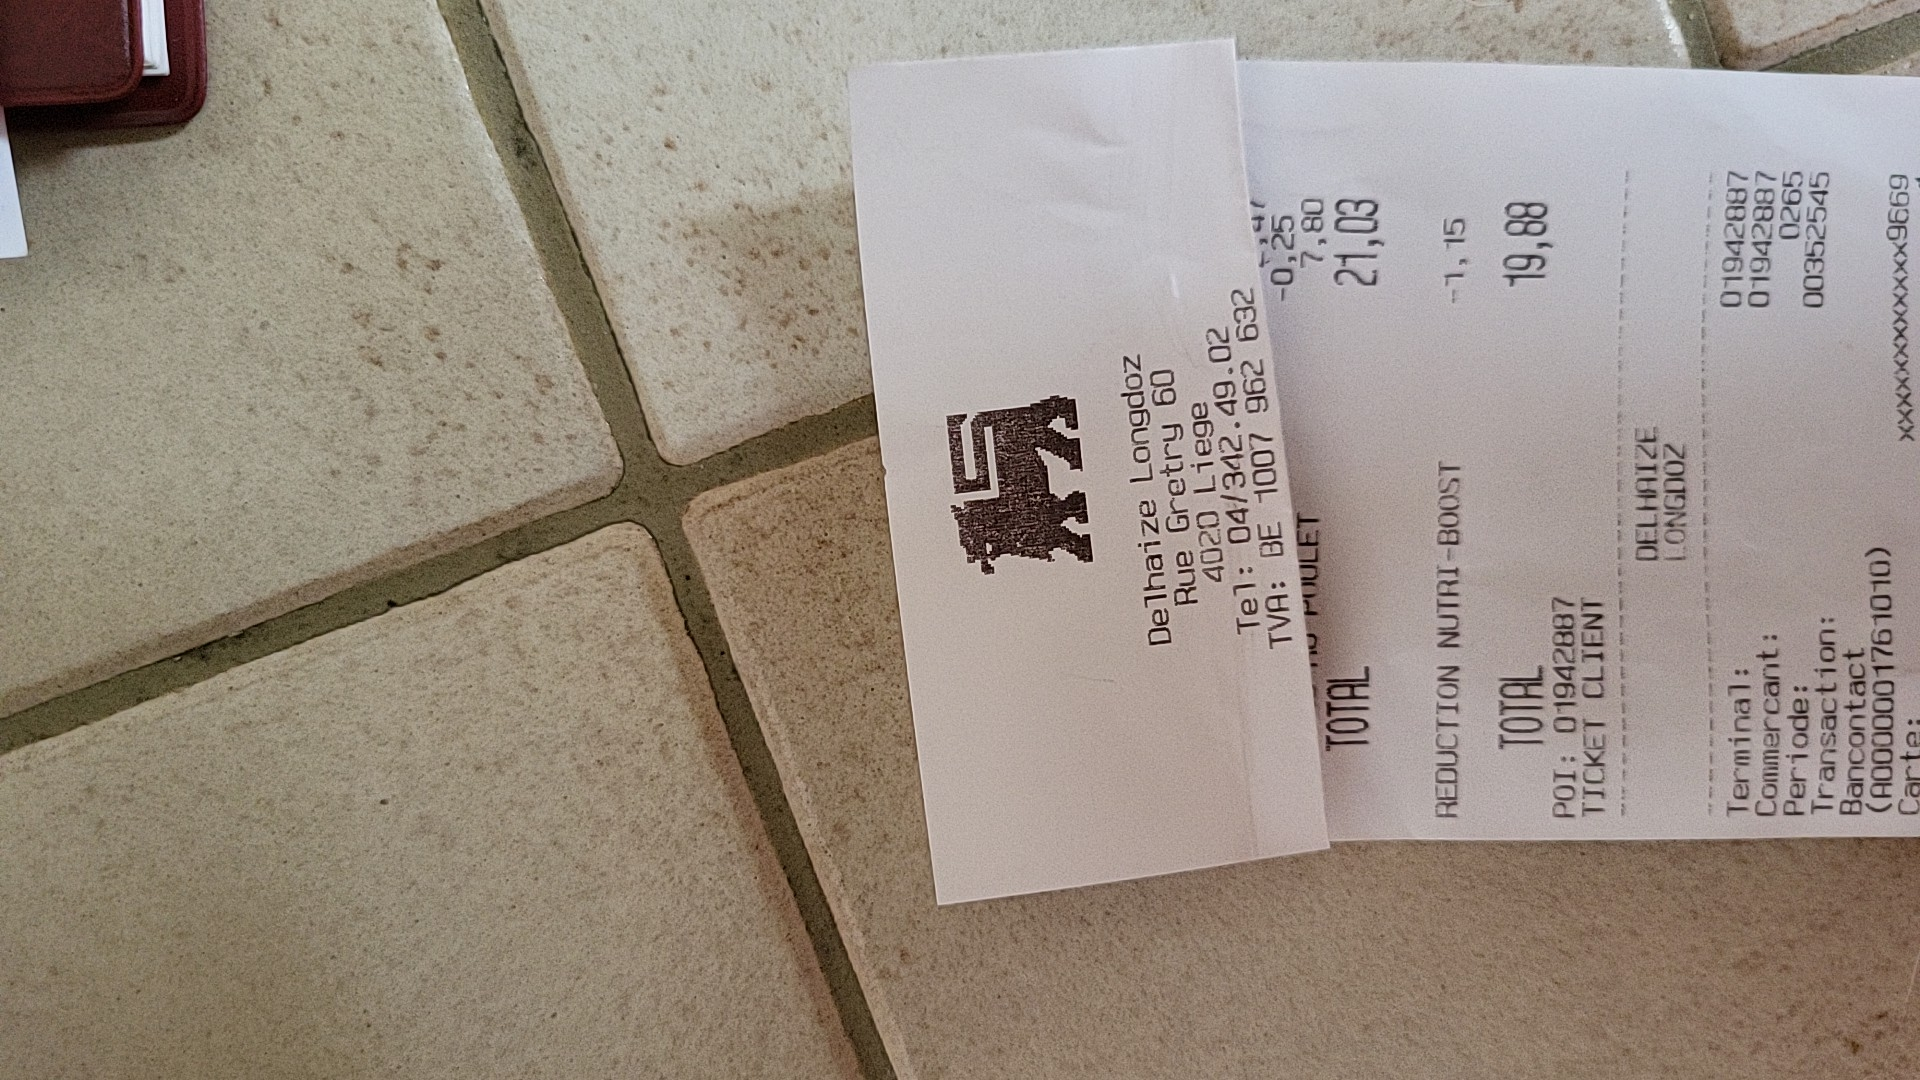 Delhaize Longdoz
Rue Gretry 60
4020 Liege
Tel: 04/342.49.02
TVA: BE 1007 962 632
-0,25
POULET 7,80
TOTAL 21,03
REDUCTION NUTRI-BOOST -1,15
TOTAL 19,88
POI: 01942887
TICKET CLIENT
DELHAIZE
LONGDOZ
Terminal: 01942887
Commercant: 01942887
Periode: 0265
Transaction: 00352545
Bancontact
(A0000001761010)
Carte: xxxxxxxxxxxxx9669